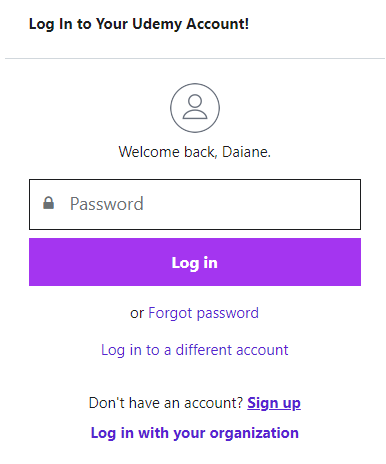 Log In to Your Udemy Account!
Welcome back, Daiane.
Password
Log in
or Forgot password
Log in to a different account
Don't have an account? Sign up
Log in with your organization